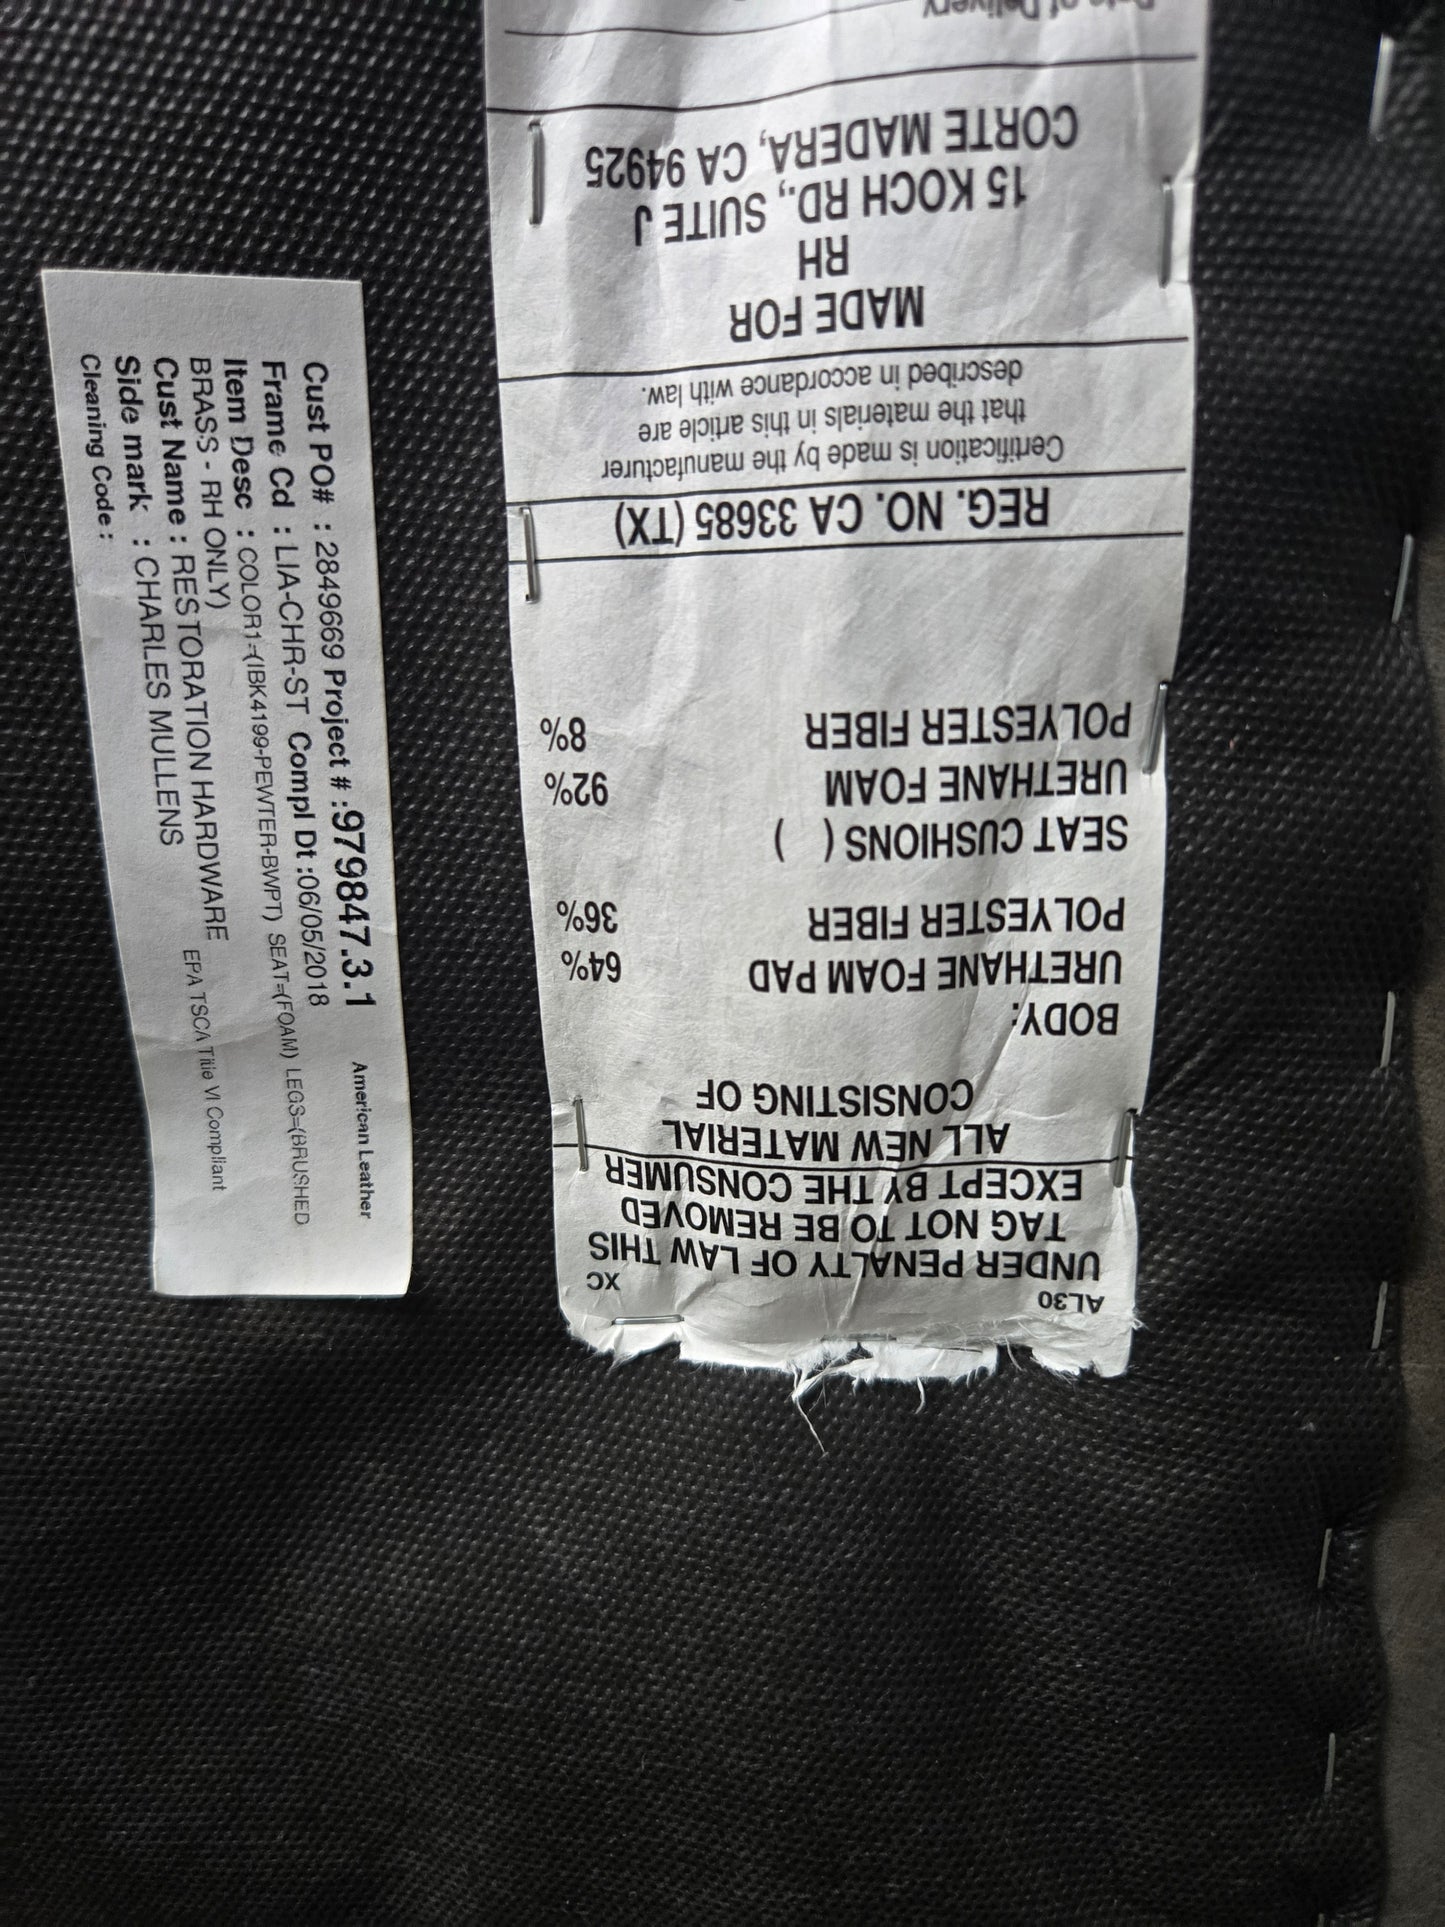 Cust PO# : 2849669 Project # :979847.3.1 American Leather
Frame Cd : LIA-CHR-ST Compl Dt :06/05/2018
Item Desc : COLOR1=(IBK4199-PEWTER-BWPT) SEAT=(FOAM) LEGS=(BRUSHED
BRASS - RH ONLY)
Cust Name : RESTORATION HARDWARE EPA TSCA Title VI Compliant
Side mark : CHARLES MULLENS
Cleaning Code :
AL30 XC
UNDER PENALTY OF LAW THIS
TAG NOT TO BE REMOVED
EXCEPT BY THE CONSUMER
ALL NEW MATERIAL
CONSISTING OF
BODY:
URETHANE FOAM PAD 64%
POLYESTER FIBER 36%
SEAT CUSHIONS ( )
URETHANE FOAM 92%
POLYESTER FIBER 8%
REG. NO. CA 33685 (TX)
Certification is made by the manufacturer
that the materials in this article are
described in accordance with law.
MADE FOR
RH
15 KOCH RD., SUITE J
CORTE MADERA, CA 94925
Date of Delivery